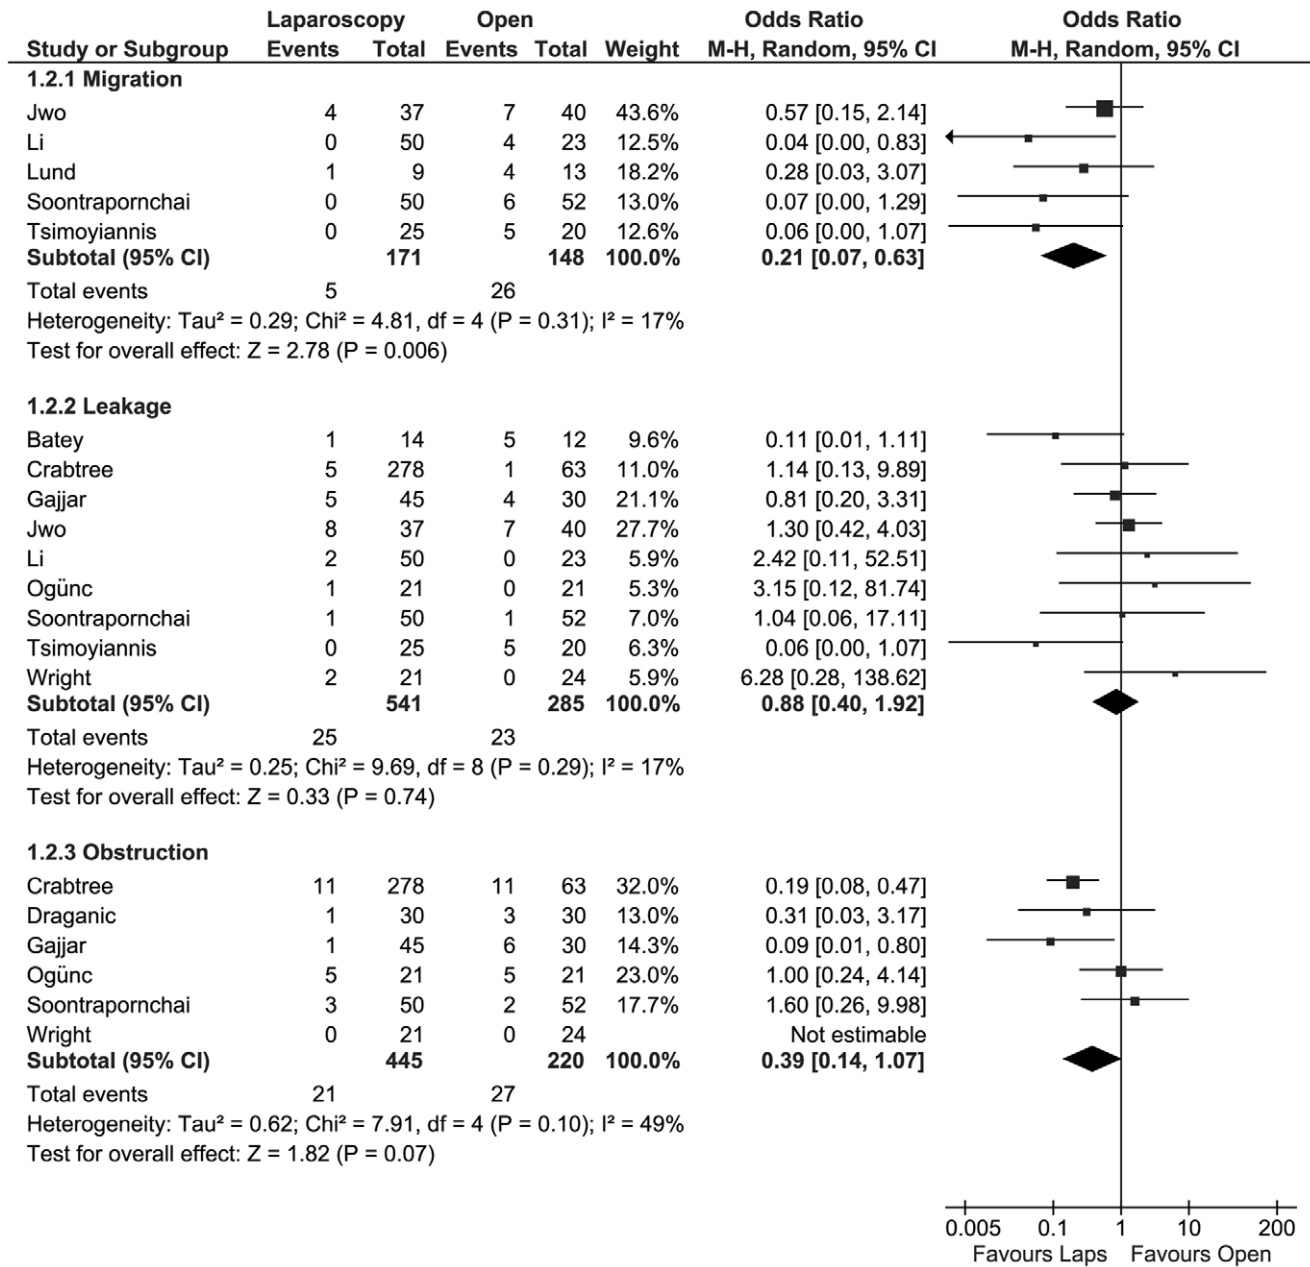 Laparoscopy Open Odds Ratio Odds Ratio
Study or Subgroup Events Total Events Total Weight M-H, Random, 95% CI M-H, Random, 95% CI
1.2.1 Migration
Jwo 4 37 7 40 43.6% 0.57 [0.15, 2.14]
Li 0 50 4 23 12.5% 0.04 [0.00, 0.83]
Lund 1 9 4 13 18.2% 0.28 [0.03, 3.07]
Soontrapornchai 0 50 6 52 13.0% 0.07 [0.00, 1.29]
Tsimoyiannis 0 25 5 20 12.6% 0.06 [0.00, 1.07]
Subtotal (95% CI) 171 148 100.0% 0.21 [0.07, 0.63]
Total events 5 26
Heterogeneity: Tau² = 0.29; Chi² = 4.81, df = 4 (P = 0.31); I² = 17%
Test for overall effect: Z = 2.78 (P = 0.006)
1.2.2 Leakage
Batey 1 14 5 12 9.6% 0.11 [0.01, 1.11]
Crabtree 5 278 1 63 11.0% 1.14 [0.13, 9.89]
Gajjar 5 45 4 30 21.1% 0.81 [0.20, 3.31]
Jwo 8 37 7 40 27.7% 1.30 [0.42, 4.03]
Li 2 50 0 23 5.9% 2.42 [0.11, 52.51]
Ogünc 1 21 0 21 5.3% 3.15 [0.12, 81.74]
Soontrapornchai 1 50 1 52 7.0% 1.04 [0.06, 17.11]
Tsimoyiannis 0 25 5 20 6.3% 0.06 [0.00, 1.07]
Wright 2 21 0 24 5.9% 6.28 [0.28, 138.62]
Subtotal (95% CI) 541 285 100.0% 0.88 [0.40, 1.92]
Total events 25 23
Heterogeneity: Tau² = 0.25; Chi² = 9.69, df = 8 (P = 0.29); I² = 17%
Test for overall effect: Z = 0.33 (P = 0.74)
1.2.3 Obstruction
Crabtree 11 278 11 63 32.0% 0.19 [0.08, 0.47]
Draganic 1 30 3 30 13.0% 0.31 [0.03, 3.17]
Gajjar 1 45 6 30 14.3% 0.09 [0.01, 0.80]
Ogünc 5 21 5 21 23.0% 1.00 [0.24, 4.14]
Soontrapornchai 3 50 2 52 17.7% 1.60 [0.26, 9.98]
Wright 0 21 0 24 Not estimable
Subtotal (95% CI) 445 220 100.0% 0.39 [0.14, 1.07]
Total events 21 27
Heterogeneity: Tau² = 0.62; Chi² = 7.91, df = 4 (P = 0.10); I² = 49%
Test for overall effect: Z = 1.82 (P = 0.07)
0.005 0.1 1 10 200
Favours Laps Favours Open